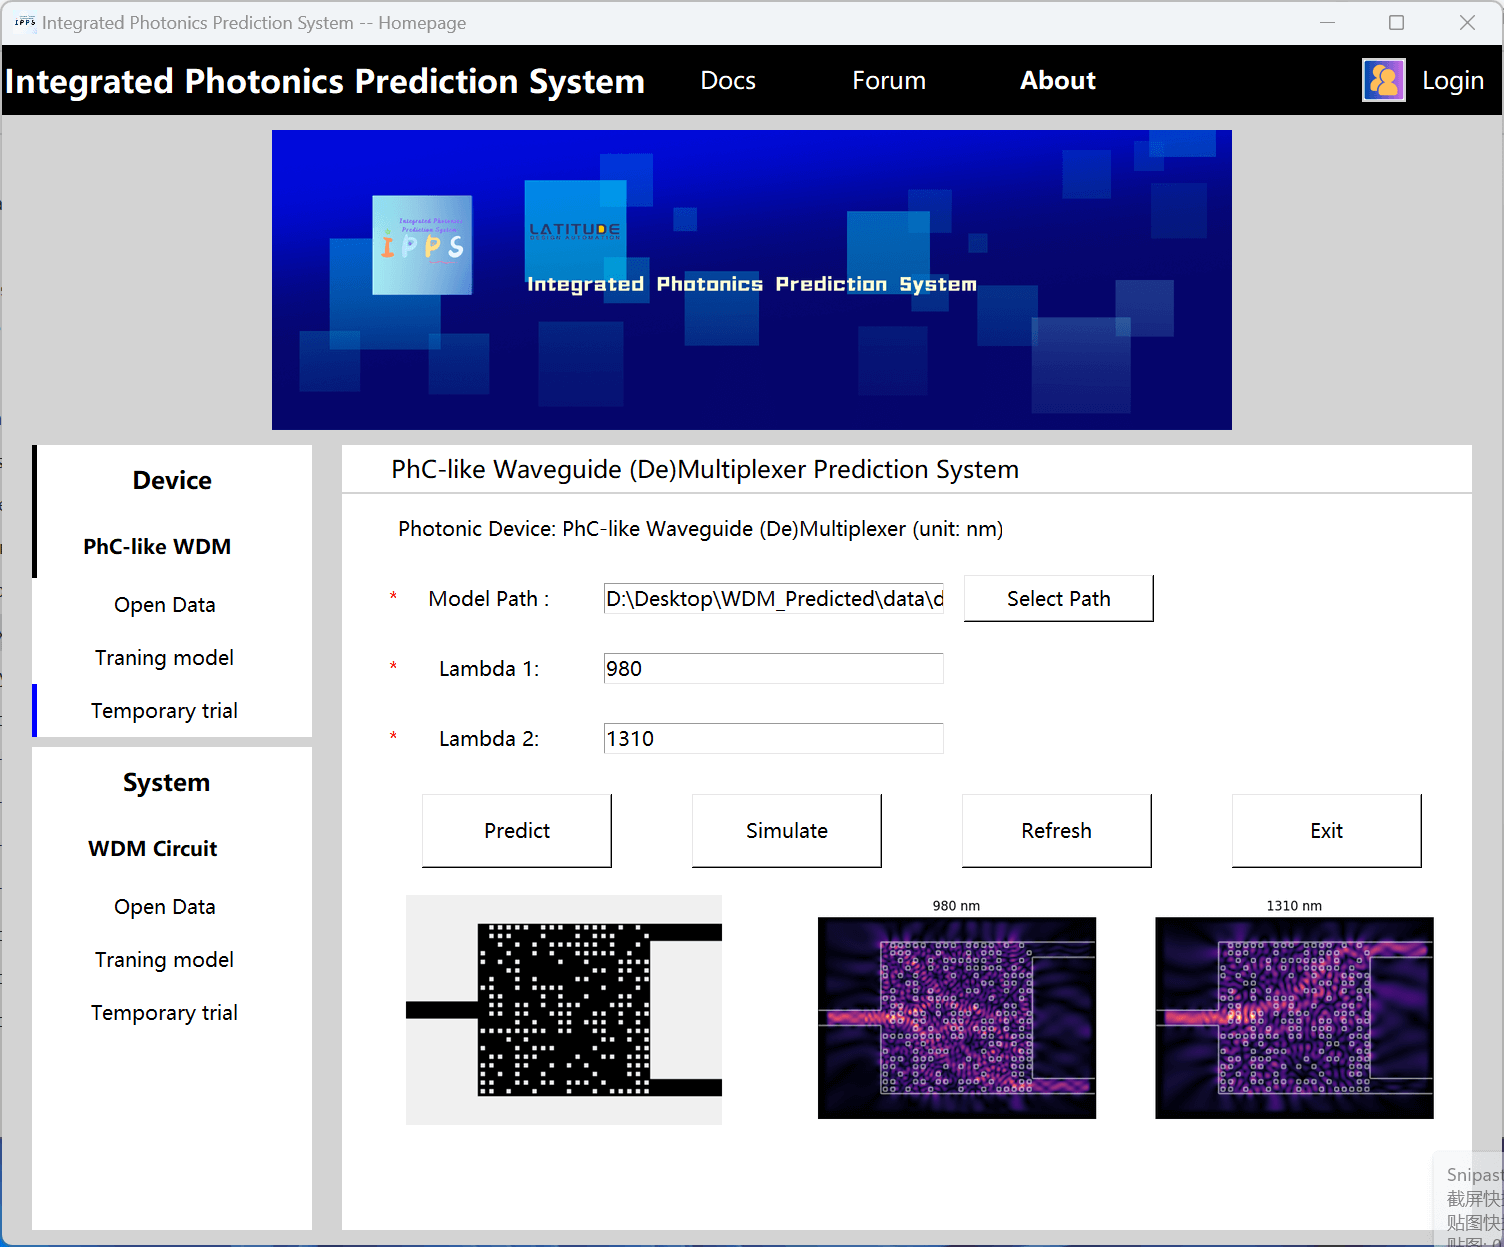 iPPS Integrated Photonics Prediction System -- Homepage
Integrated Photonics Prediction System Docs Forum About Login
Integrated Photonics
Prediction System
iPPS
LATITUDE
DESIGN AUTOMATION
Integrated Photonics Prediction System
Device
PhC-like WDM
Open Data
Traning model
Temporary trial
System
WDM Circuit
Open Data
Traning model
Temporary trial
PhC-like Waveguide (De)Multiplexer Prediction System
Photonic Device: PhC-like Waveguide (De)Multiplexer (unit: nm)
* Model Path : D:\Desktop\WDM_Predicted\data\d Select Path
* Lambda 1: 980
* Lambda 2: 1310
Predict Simulate Refresh Exit
980 nm 1310 nm
Snipast
截屏快
贴图快
贴图: 0